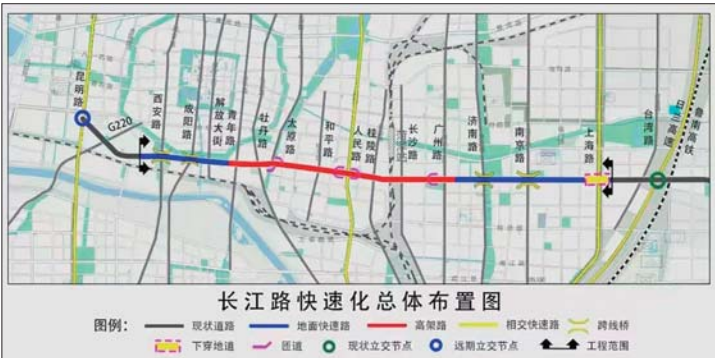 昆明路
G220
西安路
咸阳路
解放大街
青年路
牡丹路
太原路
和平路
人民路
桂陵路
长沙路
广州路
济南路
南京路
上海路
台湾路
日兰高速
鲁南高铁
长江路快速化总体布置图
图例:
现状道路
地面快速路
高架路
相交快速路
跨线桥
下穿地道
匝道
现状立交节点
远期立交节点
工程范围